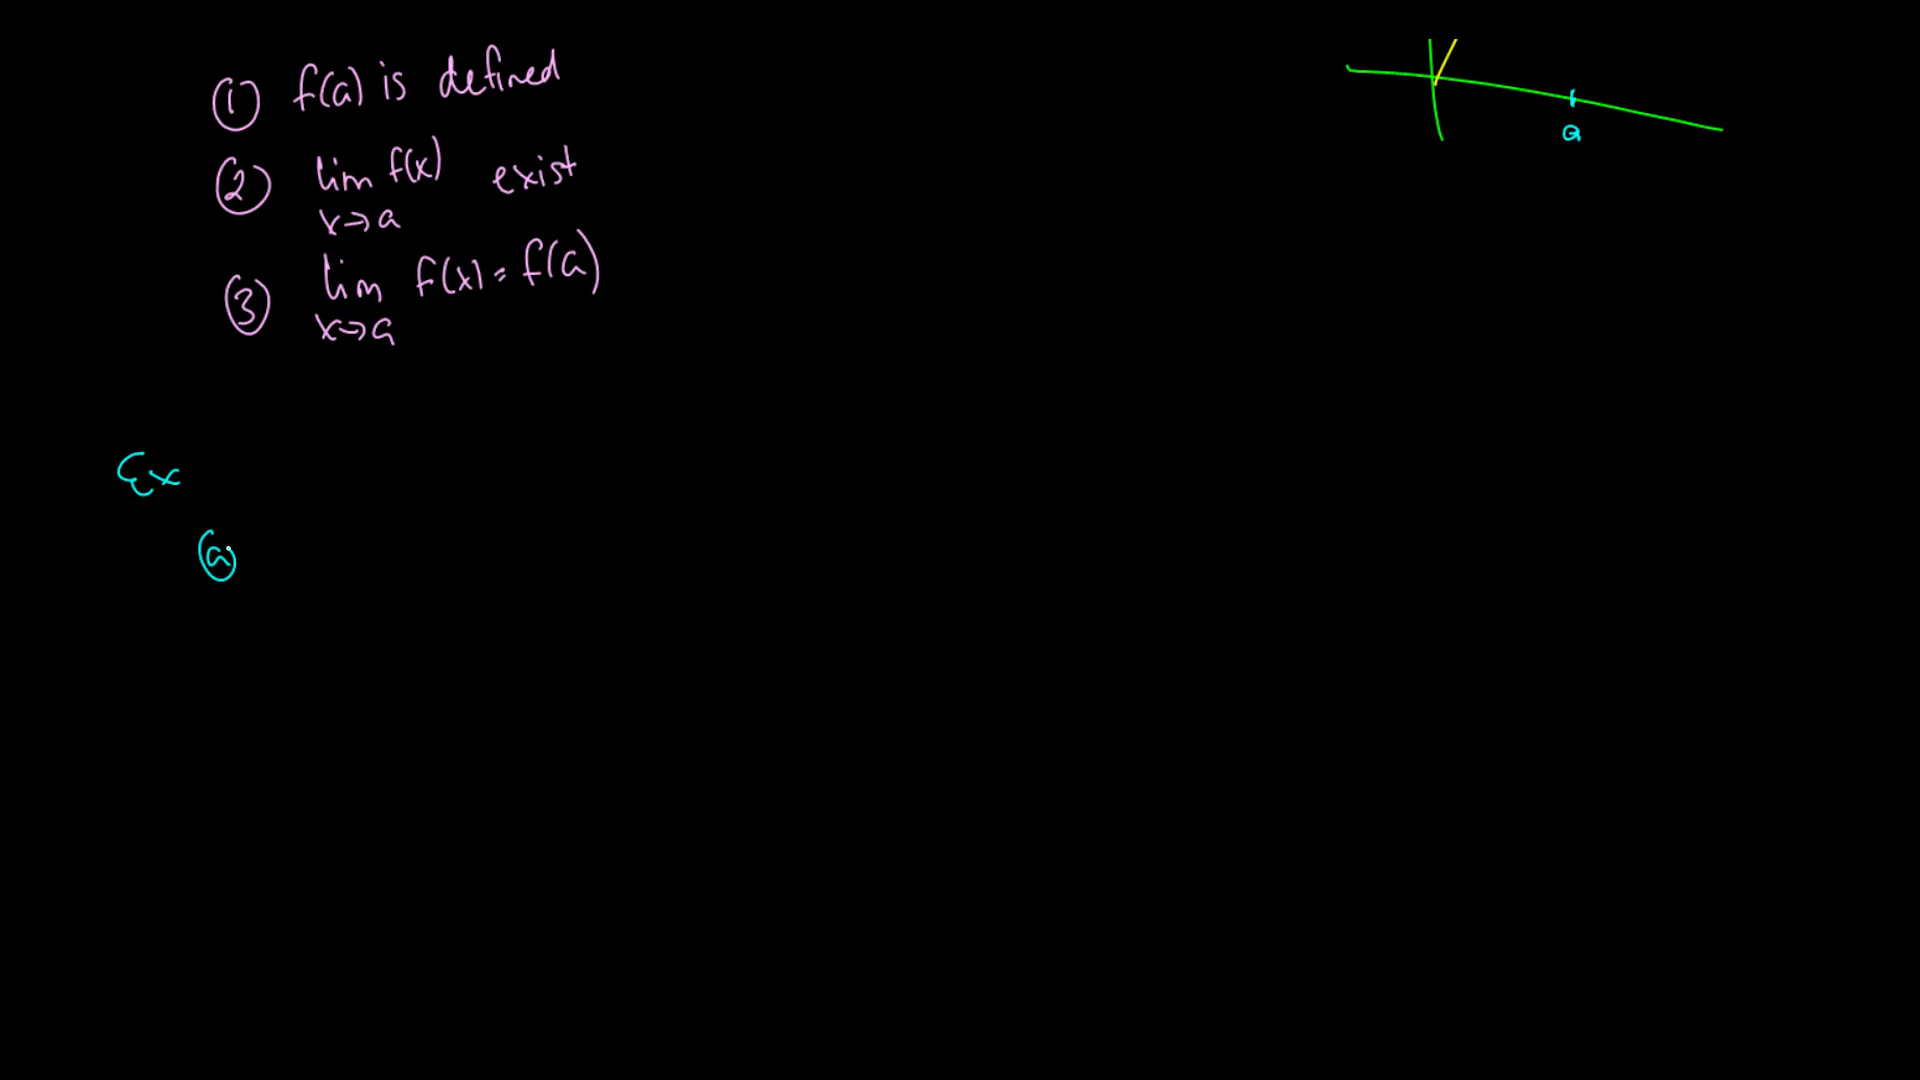 ① f(a) is defined
② lim f(x) exist
x→a
③ lim f(x) = f(a)
x→a
a
Ex
ⓐ